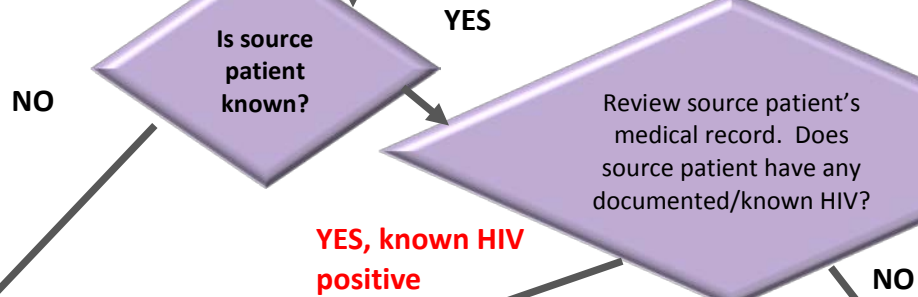 YES
Is source
patient
known?
NO
Review source patient’s
medical record.  Does
source patient have any
documented/known HIV?
YES, known HIV
positive
NO